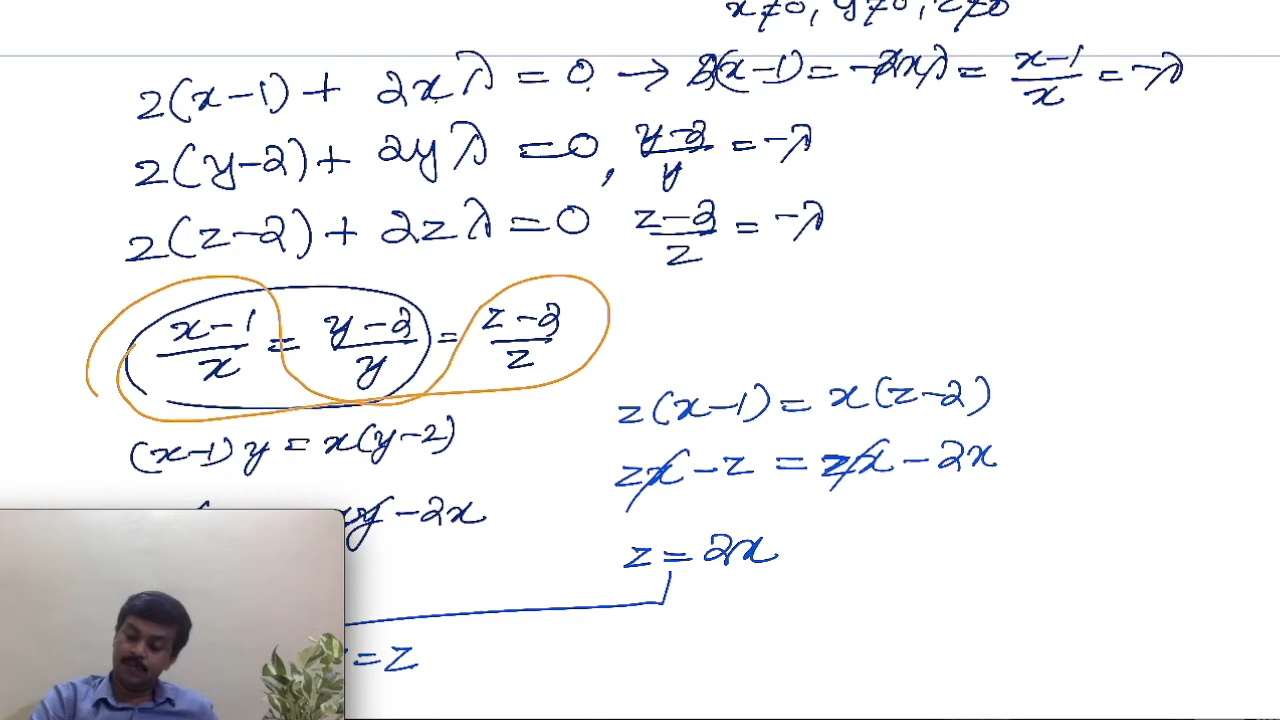 x≠0, y≠0, z≠0
2(x-1) + 2xλ = 0 → 2(x-1) = -2xλ = x-1/x = -λ
2(y-2) + 2yλ = 0, y-2/y = -λ
2(z-2) + 2zλ = 0 z-2/z = -λ
x-1/x = y-2/y = z-2/z
(x-1)y = x(y-2)
-2x
z(x-1) = x(z-2)
zx - z = zx - 2x
z = 2x
=z